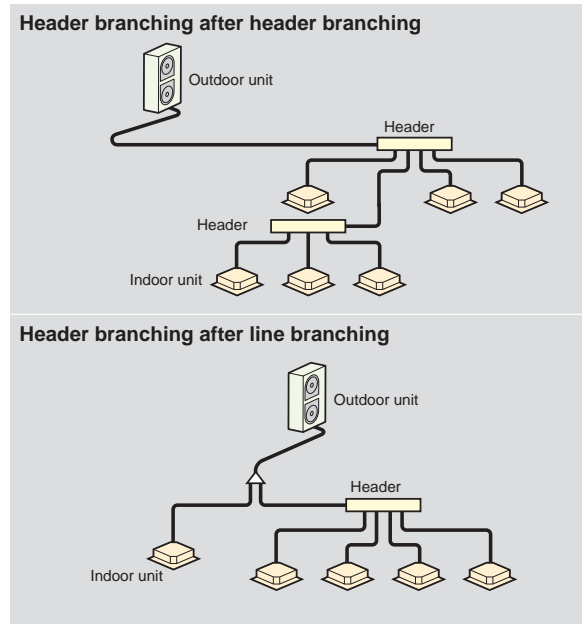 Header branching after header branching
Outdoor unit
Header
Header
Indoor unit
Header branching after line branching
Outdoor unit
Header
Indoor unit